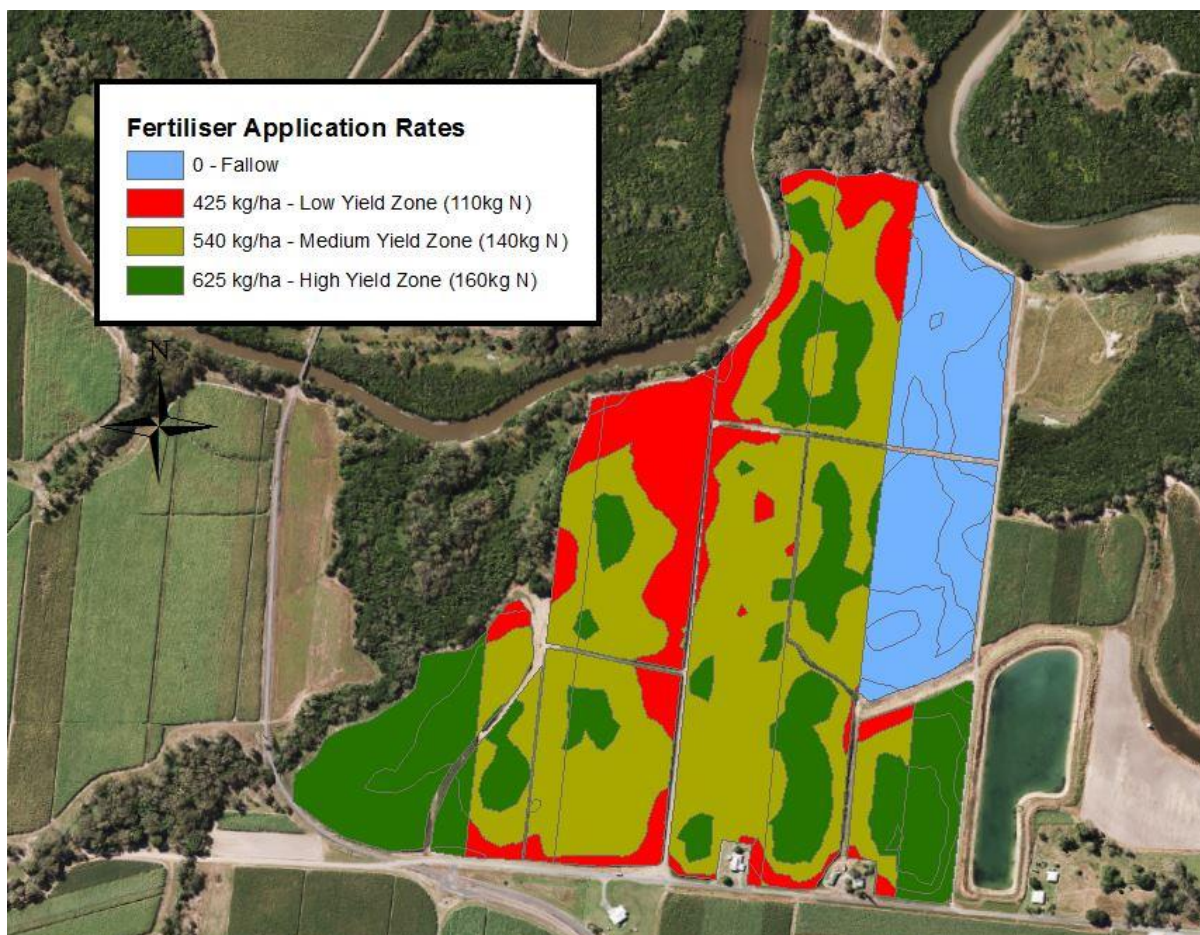 Fertiliser Application Rates
0 - Fallow
425 kg/ha - Low Yield Zone (110kg N)
540 kg/ha - Medium Yield Zone (140kg N)
625 kg/ha - High Yield Zone (160kg N)
N